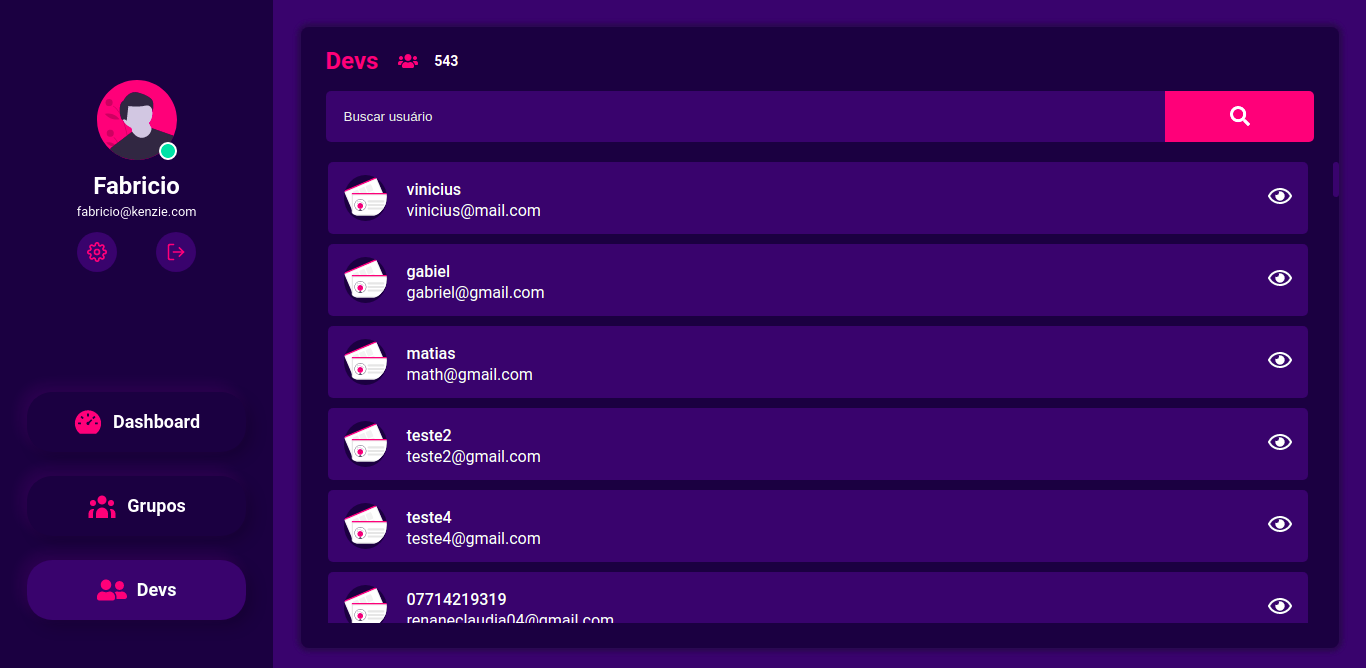 Fabricio
fabricio@kenzie.com
Dashboard
Grupos
Devs
Devs 543
Buscar usuário
vinicius
vinicius@mail.com
gabiel
gabriel@gmail.com
matias
math@gmail.com
teste2
teste2@gmail.com
teste4
teste4@gmail.com
07714219319
renaneclaudia04@gmail.com